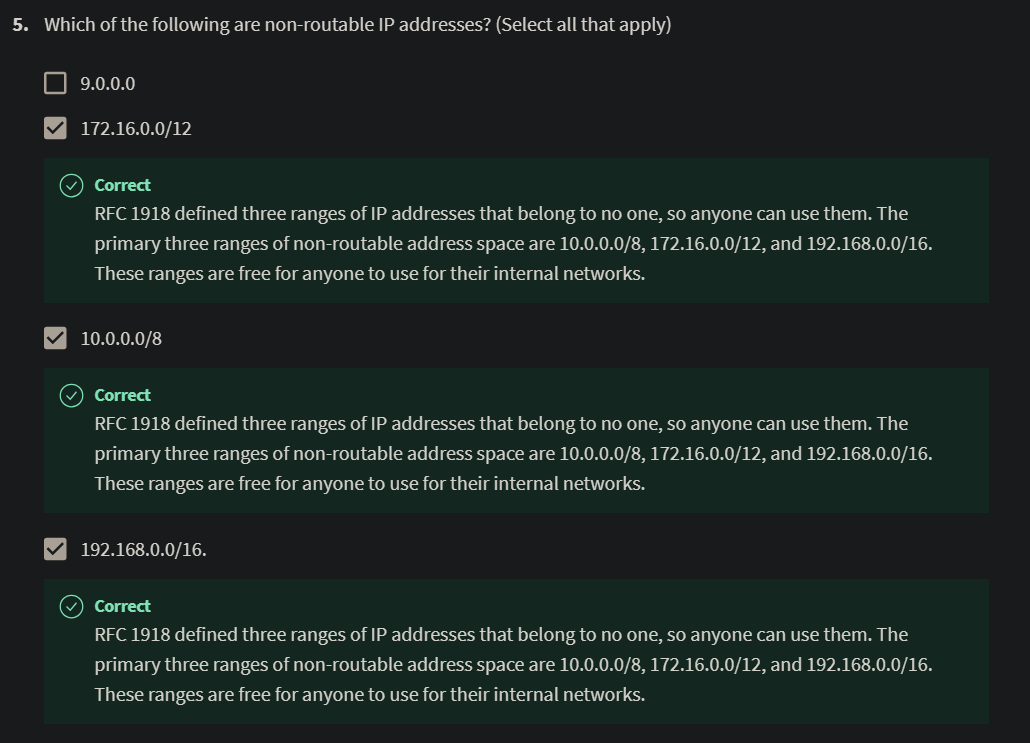 5. Which of the following are non-routable IP addresses? (Select all that apply)
9.0.0.0
172.16.0.0/12
Correct
RFC 1918 defined three ranges of IP addresses that belong to no one, so anyone can use them. The
primary three ranges of non-routable address space are 10.0.0.0/8, 172.16.0.0/12, and 192.168.0.0/16.
These ranges are free for anyone to use for their internal networks.
10.0.0.0/8
Correct
RFC 1918 defined three ranges of IP addresses that belong to no one, so anyone can use them. The
primary three ranges of non-routable address space are 10.0.0.0/8, 172.16.0.0/12, and 192.168.0.0/16.
These ranges are free for anyone to use for their internal networks.
192.168.0.0/16.
Correct
RFC 1918 defined three ranges of IP addresses that belong to no one, so anyone can use them. The
primary three ranges of non-routable address space are 10.0.0.0/8, 172.16.0.0/12, and 192.168.0.0/16.
These ranges are free for anyone to use for their internal networks.